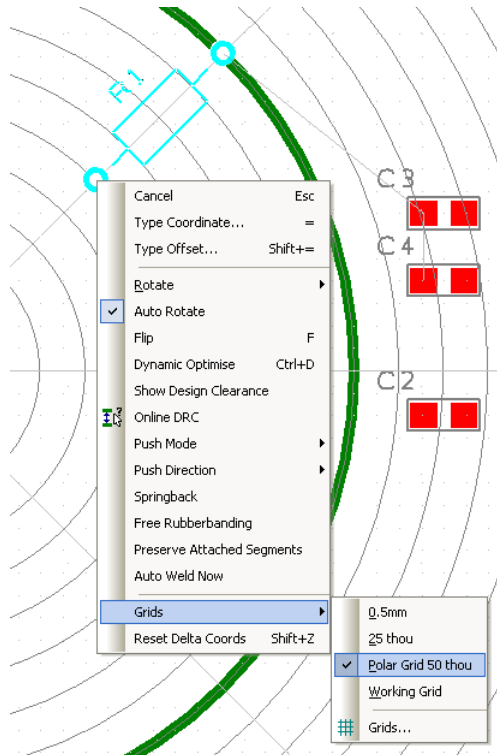 R1
C3
C4
C2
Cancel Esc
Type Coordinate... =
Type Offset... Shift+=
Rotate
Auto Rotate
Flip F
Dynamic Optimise Ctrl+D
Show Design Clearance
Online DRC
Push Mode
Push Direction
Springback
Free Rubberbanding
Preserve Attached Segments
Auto Weld Now
Grids
Reset Delta Coords Shift+Z
0.5mm
25 thou
Polar Grid 50 thou
Working Grid
Grids...